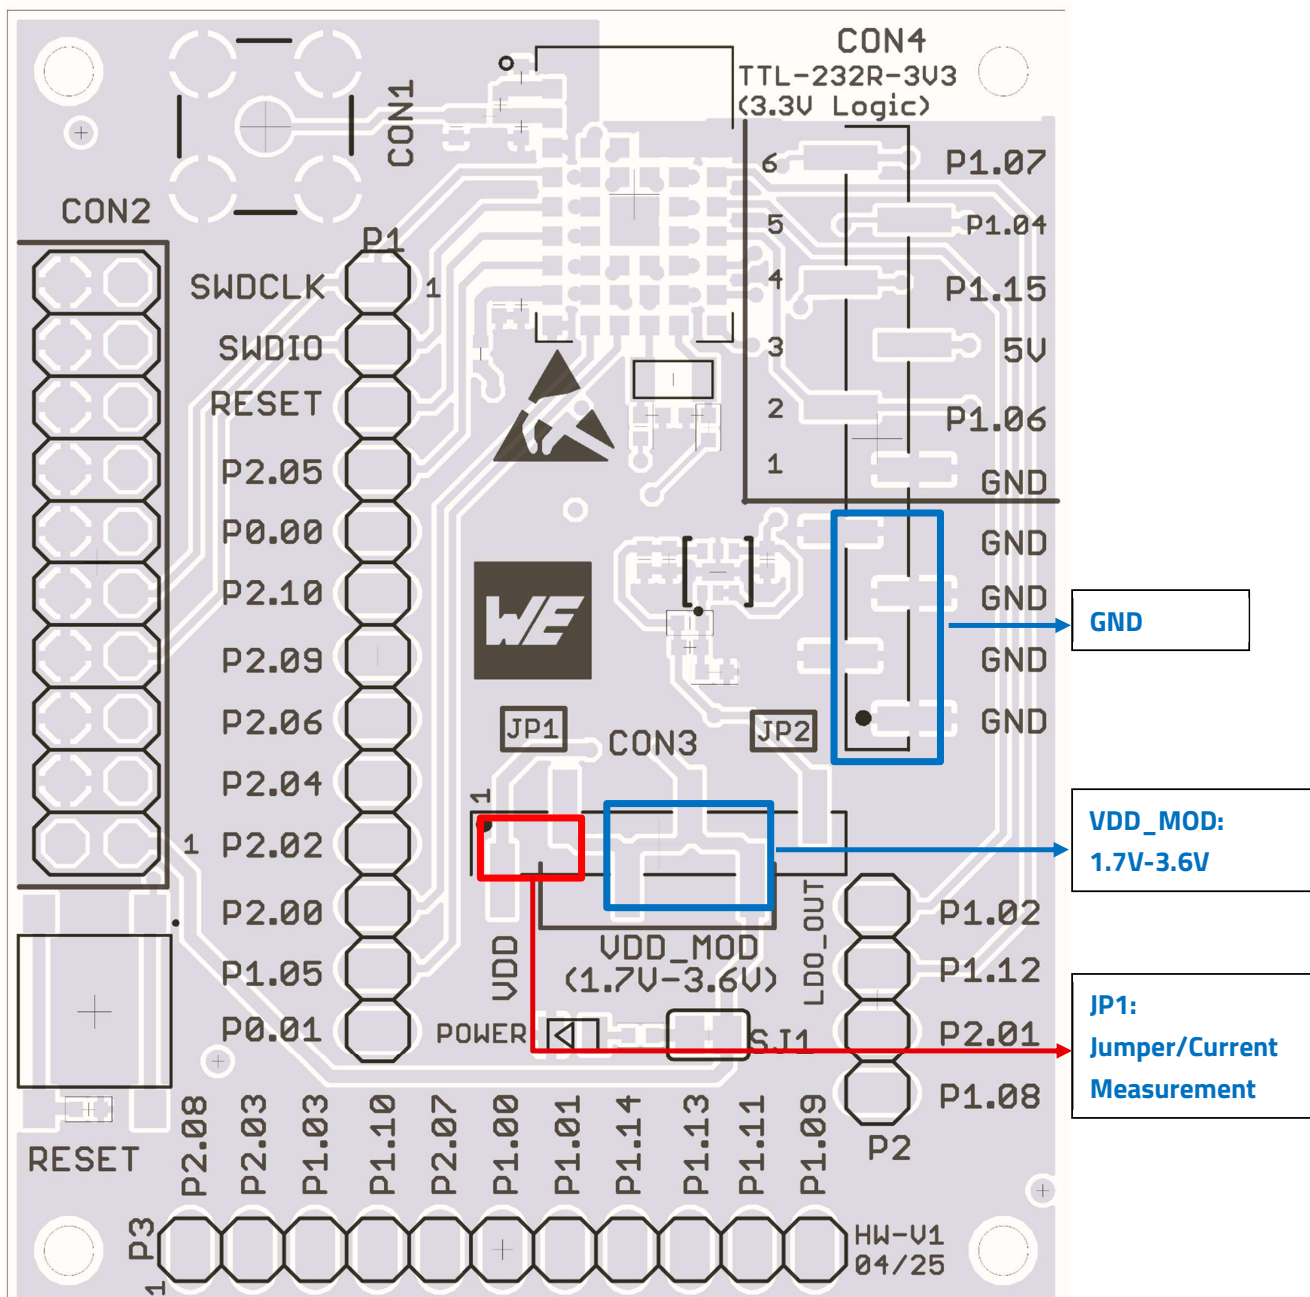 CON4
TTL-232R-3V3
(3.3V Logic)
CON1
CON2
6
P1.07
5
P1.04
4
P1.15
3
5V
2
P1.06
1
GND
GND
GND
GND
GND
P1
SWDCLK
1
SWDIO
RESET
P2.05
P0.00
P2.10
P2.09
P2.06
P2.04
1
P2.02
P2.00
P1.05
P0.01
WE
JP1
CON3
JP2
1
VDD
VDD_MOD
(1.7V-3.6V)
LDO_OUT
POWER
SJ1
P1.02
P1.12
P2.01
P1.08
P2
RESET
P2.08
P2.03
P1.03
P1.10
P2.07
P1.00
P1.01
P1.14
P1.13
P1.11
P1.09
P3
1
HW-V1
04/25
GND
VDD_MOD:
1.7V-3.6V
JP1:
Jumper/Current
Measurement